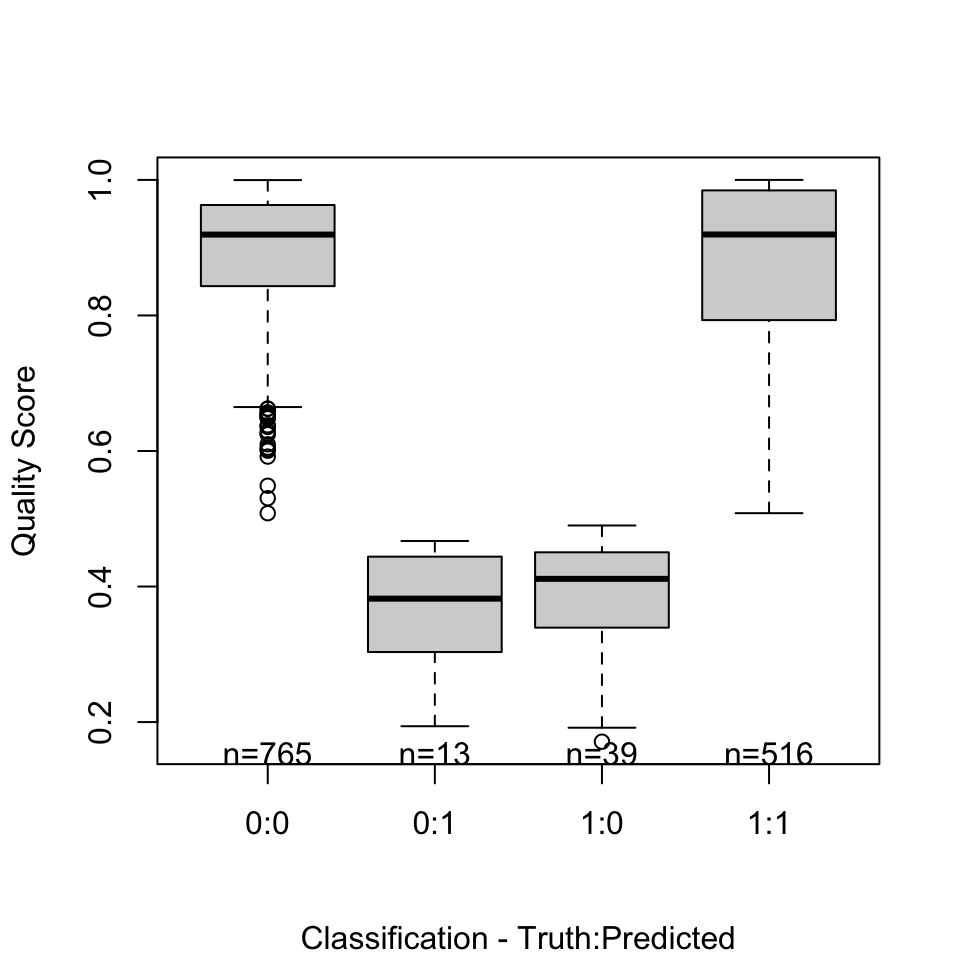 Quality Score
1.0
0.8
0.6
0.4
0.2
n=765 n=13 n=39 n=516
0:0 0:1 1:0 1:1
Classification - Truth:Predicted